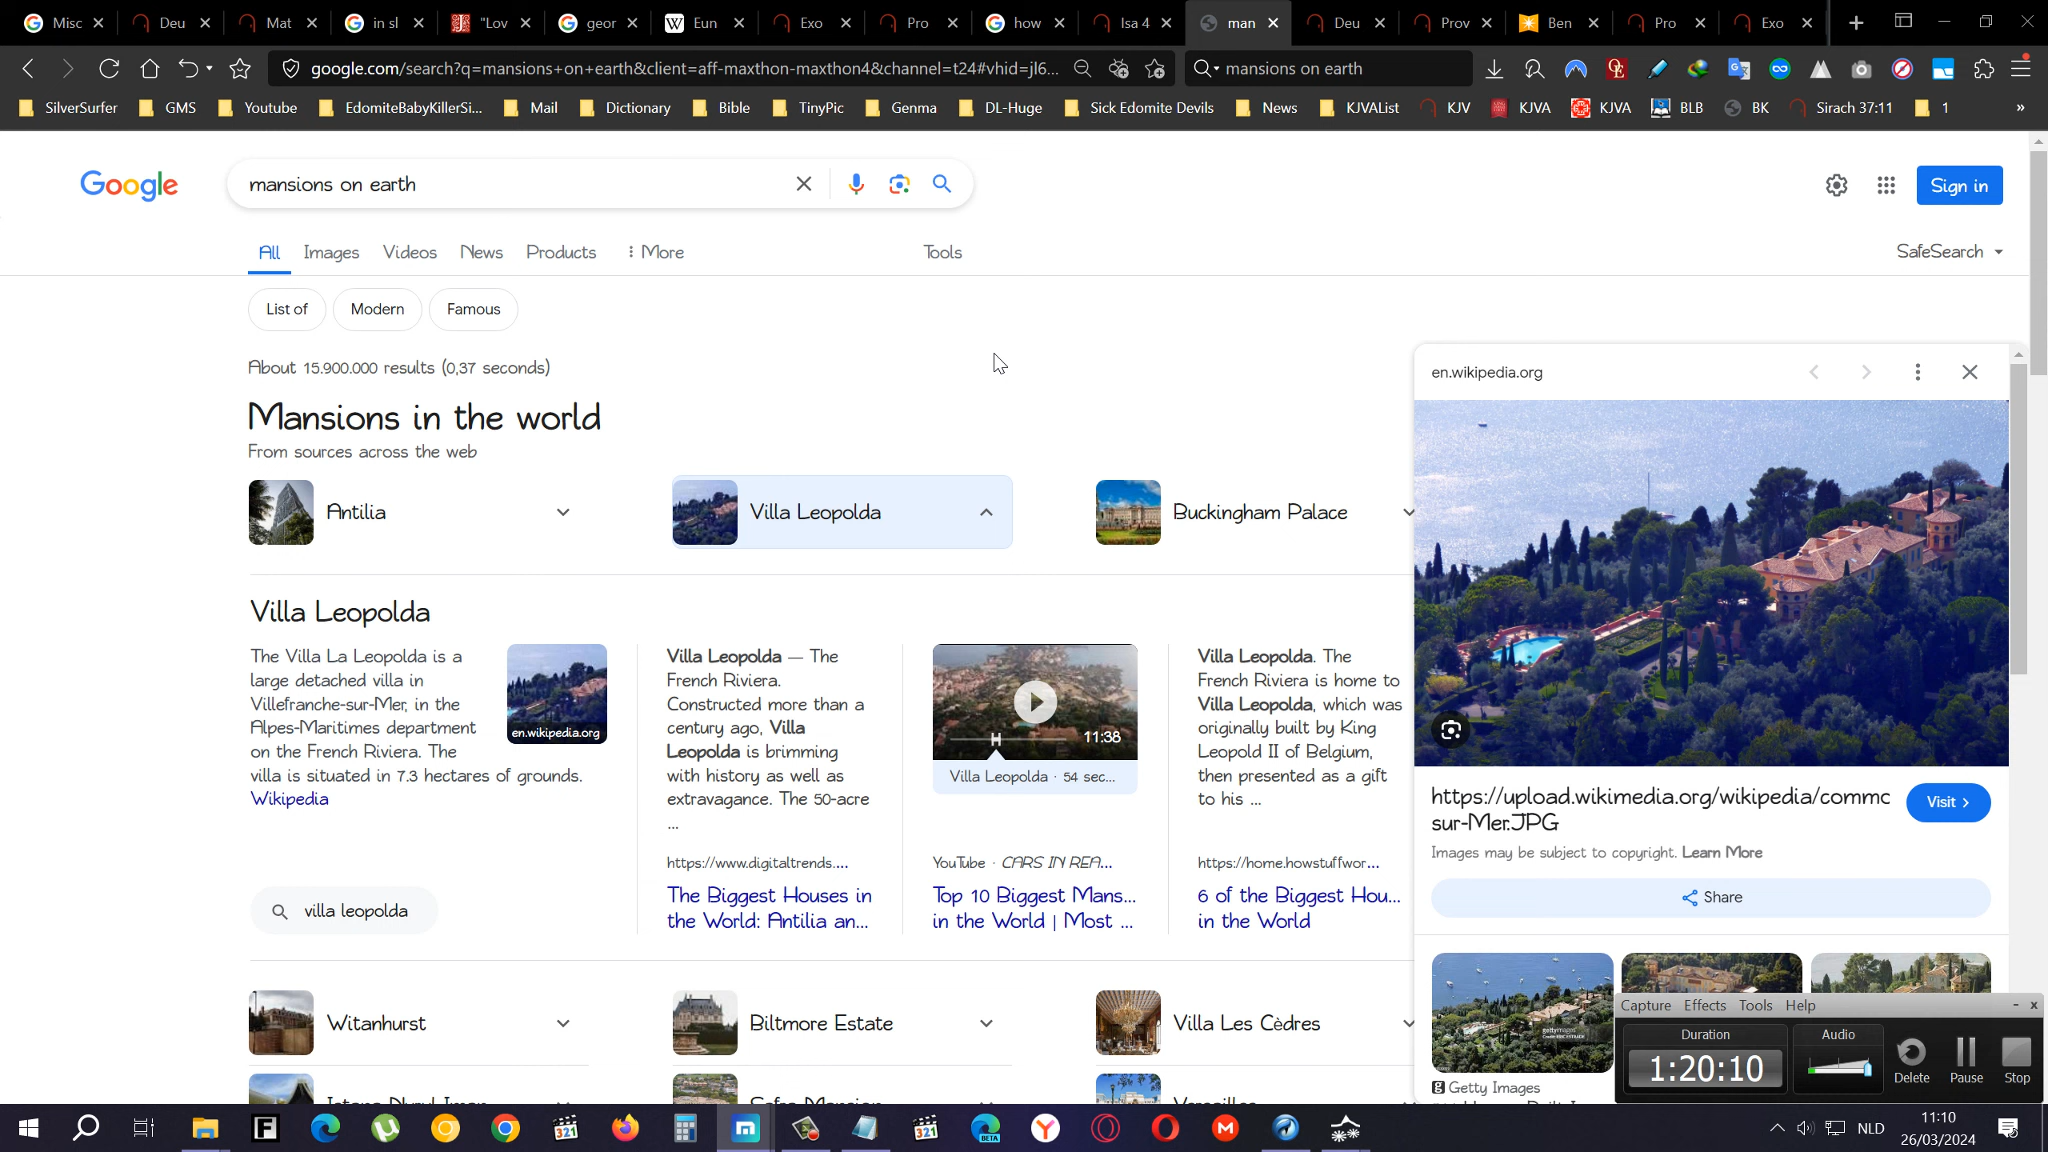 Misc
Deu
Mat
in sl
"Lov
geor
Eun
Exo
Pro
how
Isa 4
man
Deu
Prov
Ben
Pro
Exo
google.com/search?q=mansions+on+earth&client=aff-maxthon-maxthon4&channel=t24#vhid=jl6...
mansions on earth
SilverSurfer
GMS
Youtube
EdomiteBabyKillerSi...
Mail
Dictionary
Bible
TinyPic
Genma
DL-Huge
Sick Edomite Devils
News
KJVAList
KJV
KJVA
KJVA
BLB
BK
Sirach 37:11
1
Google
mansions on earth
Sign in
All
Images
Videos
News
Products
More
Tools
SafeSearch
List of
Modern
Famous
About 15.900.000 results (0,37 seconds)
Mansions in the world
From sources across the web
Antilia
Villa Leopolda
Buckingham Palace
Villa Leopolda
The Villa La Leopolda is a
large detached villa in
Villefranche-sur-Mer, in the
Alpes-Maritimes department
on the French Riviera. The
villa is situated in 7.3 hectares of grounds.
Wikipedia
en.wikipedia.org
villa leopolda
Villa Leopolda — The
French Riviera.
Constructed more than a
century ago, Villa
Leopolda is brimming
with history as well as
extravagance. The 50-acre
...
https://www.digitaltrends....
The Biggest Houses in
the World: Antilia an...
11:38
Villa Leopolda · 54 sec...
YouTube · CARS IN REA...
Top 10 Biggest Mans...
in the World | Most ...
Villa Leopolda. The
French Riviera is home to
Villa Leopolda, which was
originally built by King
Leopold II of Belgium,
then presented as a gift
to his ...
https://home.howstuffwor...
6 of the Biggest Hou...
in the World
Witanhurst
Biltmore Estate
Villa Les Cèdres
Istana Nurul Iman
Safra Mansion
Versailles
en.wikipedia.org
https://upload.wikimedia.org/wikipedia/commc
sur-Mer.JPG
Visit
Images may be subject to copyright. Learn More
Share
Getty Images
Capture
Effects
Tools
Help
Duration
1:20:10
Audio
Delete
Pause
Stop
NLD
11:10
26/03/2024